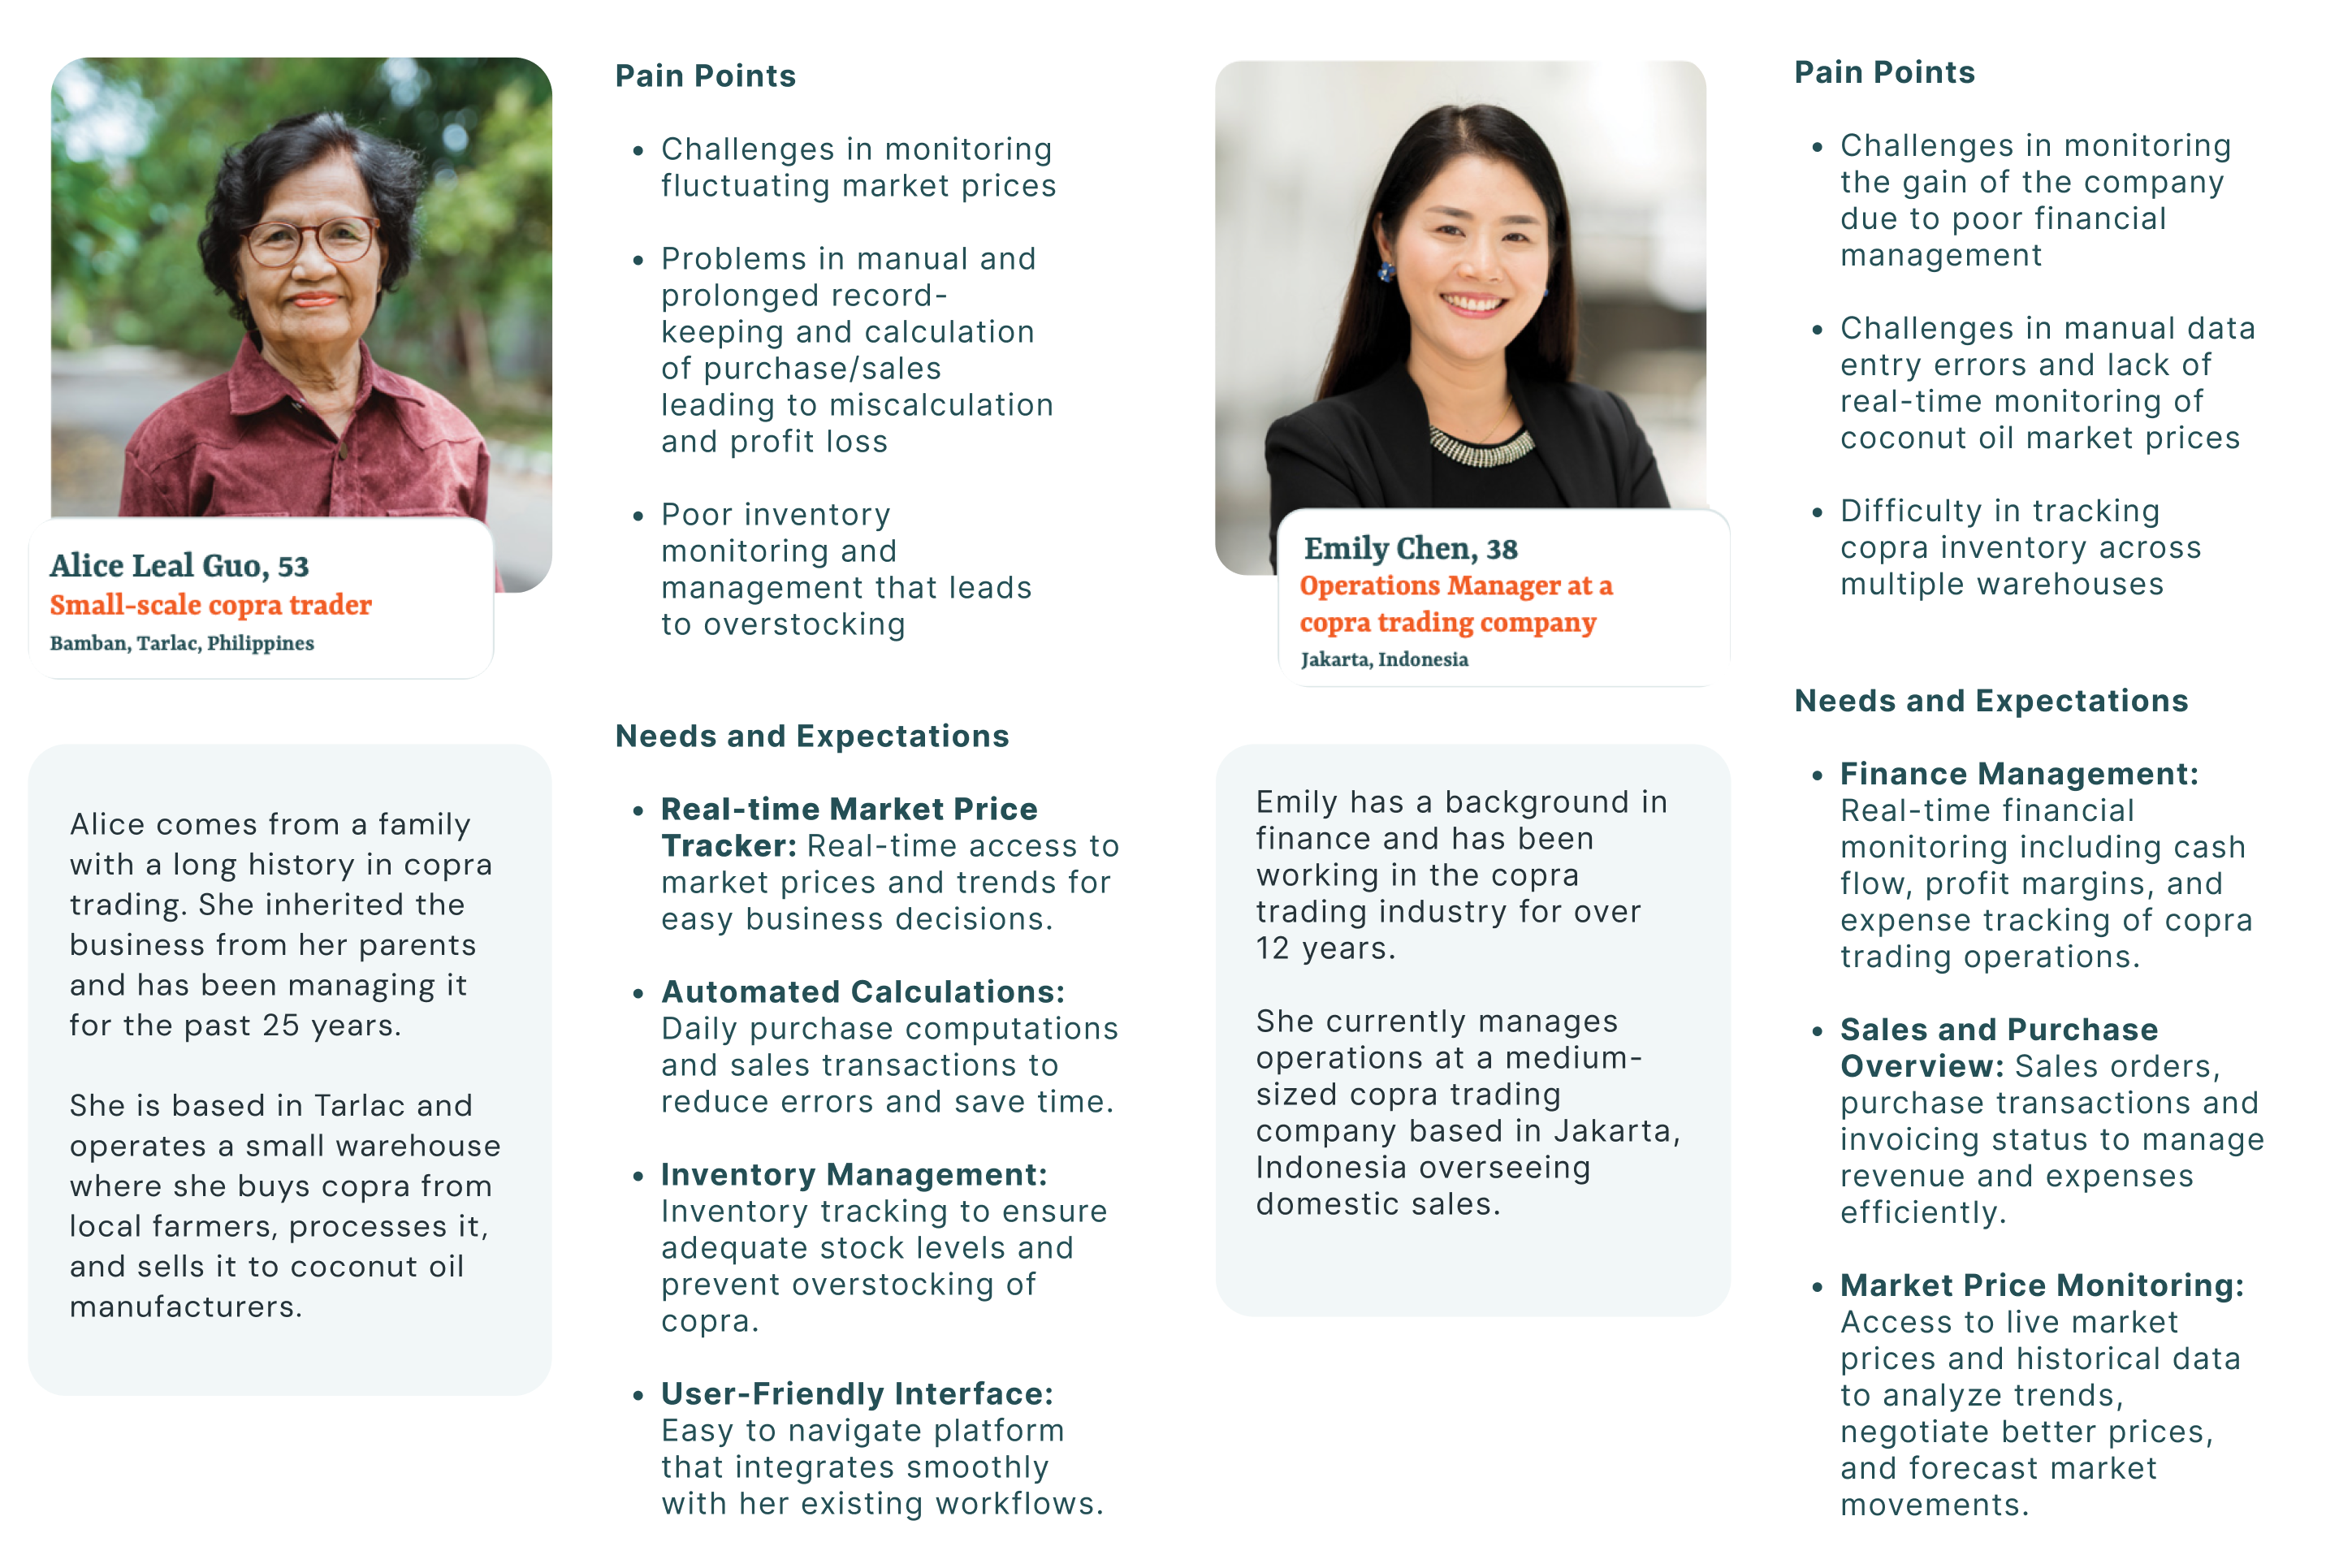 Alice Leal Guo, 53
Small-scale copra trader
Bamban, Tarlac, Philippines
Alice comes from a family
with a long history in copra
trading. She inherited the
business from her parents
and has been managing it
for the past 25 years.
She is based in Tarlac and
operates a small warehouse
where she buys copra from
local farmers, processes it,
and sells it to coconut oil
manufacturers.
Pain Points
• Challenges in monitoring
fluctuating market prices
• Problems in manual and
prolonged record-
keeping and calculation
of purchase/sales
leading to miscalculation
and profit loss
• Poor inventory
monitoring and
management that leads
to overstocking
Needs and Expectations
• Real-time Market Price
Tracker: Real-time access to
market prices and trends for
easy business decisions.
• Automated Calculations:
Daily purchase computations
and sales transactions to
reduce errors and save time.
• Inventory Management:
Inventory tracking to ensure
adequate stock levels and
prevent overstocking of
copra.
• User-Friendly Interface:
Easy to navigate platform
that integrates smoothly
with her existing workflows.
Emily Chen, 38
Operations Manager at a
copra trading company
Jakarta, Indonesia
Emily has a background in
finance and has been
working in the copra
trading industry for over
12 years.
She currently manages
operations at a medium-
sized copra trading
company based in Jakarta,
Indonesia overseeing
domestic sales.
Pain Points
• Challenges in monitoring
the gain of the company
due to poor financial
management
• Challenges in manual data
entry errors and lack of
real-time monitoring of
coconut oil market prices
• Difficulty in tracking
copra inventory across
multiple warehouses
Needs and Expectations
• Finance Management:
Real-time financial
monitoring including cash
flow, profit margins, and
expense tracking of copra
trading operations.
• Sales and Purchase
Overview: Sales orders,
purchase transactions and
invoicing status to manage
revenue and expenses
efficiently.
• Market Price Monitoring:
Access to live market
prices and historical data
to analyze trends,
negotiate better prices,
and forecast market
movements.